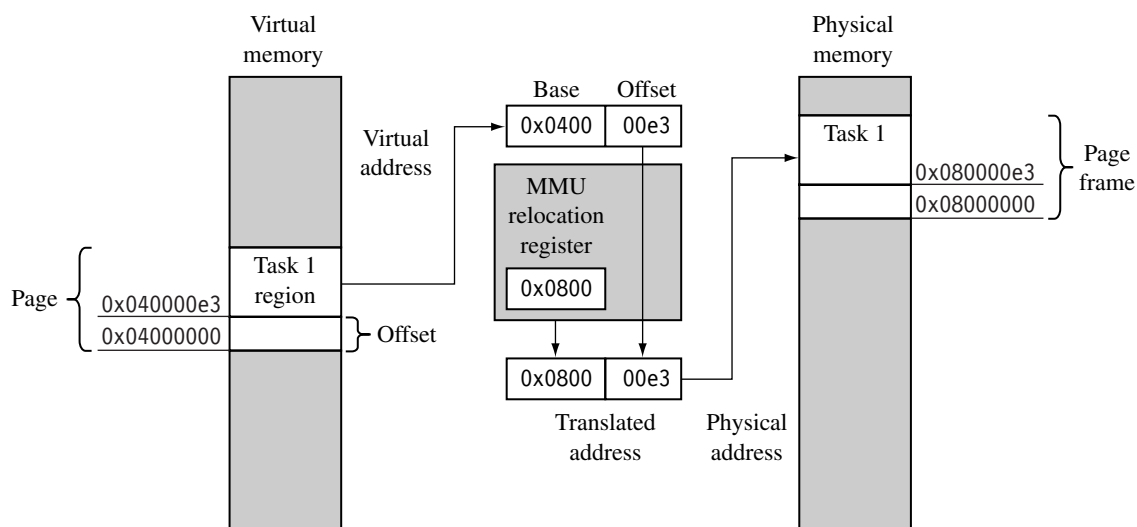 Virtual
memory
Physical
memory
Base
Offset
0x0400
00e3
Virtual
address
MMU
relocation
register
0x0800
Task 1
0x080000e3
0x08000000
Page
frame
Page
Task 1
region
0x040000e3
0x04000000
Offset
0x0800
00e3
Translated
address
Physical
address